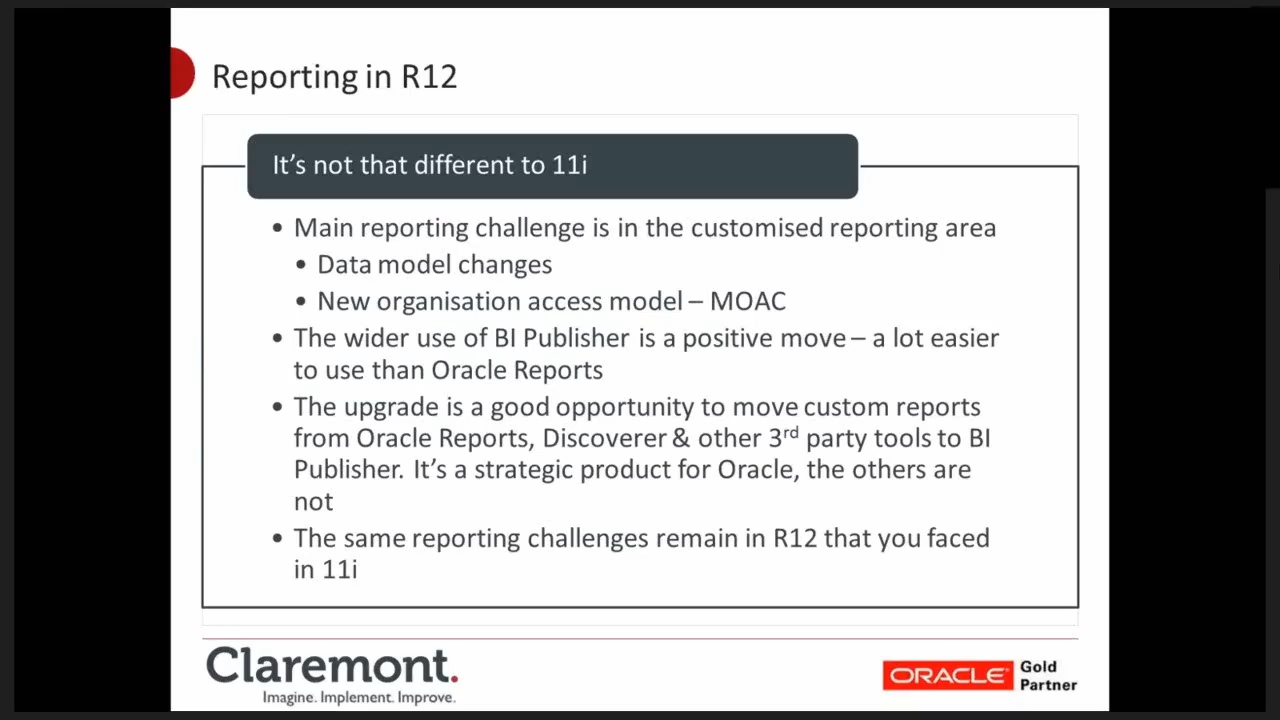 Reporting in R12
It's not that different to 11i
• Main reporting challenge is in the customised reporting area
• Data model changes
• New organisation access model – MOAC
• The wider use of BI Publisher is a positive move – a lot easier
to use than Oracle Reports
• The upgrade is a good opportunity to move custom reports
from Oracle Reports, Discoverer & other 3rd party tools to BI
Publisher. It's a strategic product for Oracle, the others are
not
• The same reporting challenges remain in R12 that you faced
in 11i
Claremont.
Imagine. Implement. Improve.
ORACLE
Gold
Partner